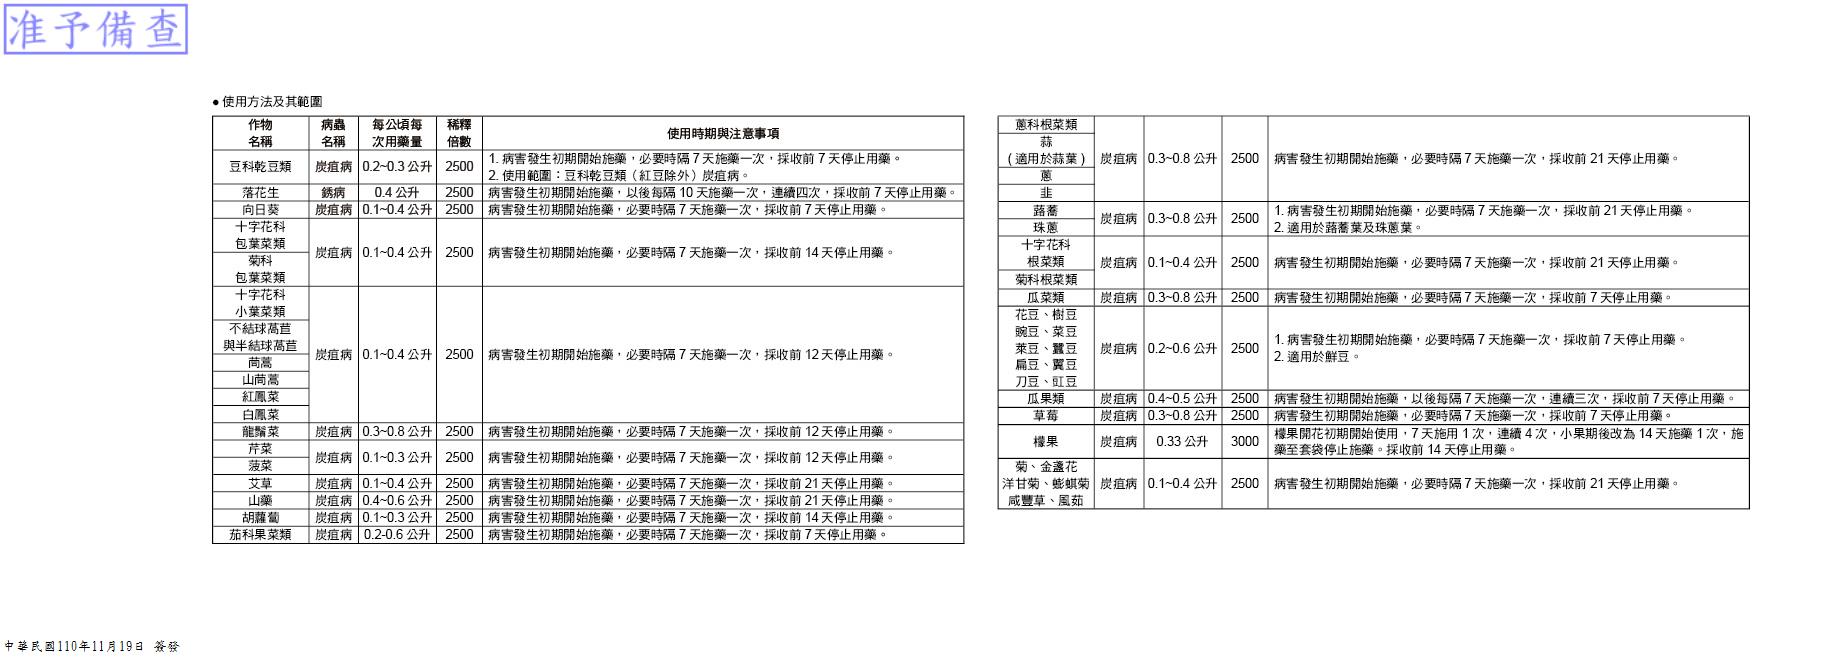 准予備查
● 使用方法及其範圍
作物
名稱
病蟲
名稱
每公頃每
次用藥量
稀釋
倍數
使用時期與注意事項
豆科乾豆類 炭疽病 0.2~0.3 公升 2500
1. 病害發生初期開始施藥，必要時隔 7 天施藥一次，採收前 7 天停止用藥。
2. 使用範圍：豆科乾豆類（紅豆除外）炭疽病。
落花生 銹病 0.4 公升 2500 病害發生初期開始施藥，以後每隔 10 天施藥一次，連續四次，採收前 7 天停止用藥。
向日葵 炭疽病 0.1~0.4 公升 2500 病害發生初期開始施藥，必要時隔 7 天施藥一次，採收前 7 天停止用藥。
十字花科
包葉菜類
菊科
包葉菜類
炭疽病 0.1~0.4 公升 2500 病害發生初期開始施藥，必要時隔 7 天施藥一次，採收前 14 天停止用藥。
十字花科
小葉菜類
不結球萵苣
與半結球萵苣
茼蒿
山茼蒿
紅鳳菜
白鳳菜
炭疽病 0.1~0.4 公升 2500 病害發生初期開始施藥，必要時隔 7 天施藥一次，採收前 12 天停止用藥。
龍鬚菜 炭疽病 0.3~0.8 公升 2500 病害發生初期開始施藥，必要時隔 7 天施藥一次，採收前 12 天停止用藥。
芹菜
菠菜
炭疽病 0.1~0.3 公升 2500 病害發生初期開始施藥，必要時隔 7 天施藥一次，採收前 12 天停止用藥。
艾草 炭疽病 0.1~0.4 公升 2500 病害發生初期開始施藥，必要時隔 7 天施藥一次，採收前 21 天停止用藥。
山藥 炭疽病 0.4~0.6 公升 2500 病害發生初期開始施藥，必要時隔 7 天施藥一次，採收前 21 天停止用藥。
胡蘿蔔 炭疽病 0.1~0.3 公升 2500 病害發生初期開始施藥，必要時隔 7 天施藥一次，採收前 14 天停止用藥。
茄科果菜類 炭疽病 0.2-0.6 公升 2500 病害發生初期開始施藥，必要時隔 7 天施藥一次，採收前 7 天停止用藥。
蔥科根菜類
蒜
（適用於蒜葉）
蔥
韭
炭疽病 0.3~0.8 公升 2500 病害發生初期開始施藥，必要時隔 7 天施藥一次，採收前 21 天停止用藥。
蕗蕎
珠蔥
炭疽病 0.3~0.8 公升 2500
1. 病害發生初期開始施藥，必要時隔 7 天施藥一次，採收前 21 天停止用藥。
2. 適用於蕗蕎葉及珠蔥葉。
十字花科
根菜類
菊科根菜類
炭疽病 0.1~0.4 公升 2500 病害發生初期開始施藥，必要時隔 7 天施藥一次，採收前 21 天停止用藥。
瓜菜類 炭疽病 0.3~0.8 公升 2500 病害發生初期開始施藥，必要時隔 7 天施藥一次，採收前 7 天停止用藥。
花豆、樹豆
豌豆、菜豆
萊豆、蠶豆
扁豆、翼豆
刀豆、豇豆
炭疽病 0.2~0.6 公升 2500
1. 病害發生初期開始施藥，必要時隔 7 天施藥一次，採收前 7 天停止用藥。
2. 適用於鮮豆。
瓜果類 炭疽病 0.4~0.5 公升 2500 病害發生初期開始施藥，以後每隔 7 天施藥一次，連續三次，採收前 7 天停止用藥。
草莓 炭疽病 0.3~0.8 公升 2500 病害發生初期開始施藥，必要時隔 7 天施藥一次，採收前 7 天停止用藥。
檬果 炭疽病 0.33 公升 3000
檬果開花初期開始使用，7 天施用 1 次，連續 4 次，小果期後改為 14 天施藥 1 次，施
藥至套袋停止施藥。採收前 14 天停止用藥。
菊、金盞花
洋甘菊、蟛蜞菊
咸豐草、風茹
炭疽病 0.1~0.4 公升 2500 病害發生初期開始施藥，必要時隔 7 天施藥一次，採收前 21 天停止用藥。
中華民國110年11月19日 簽發